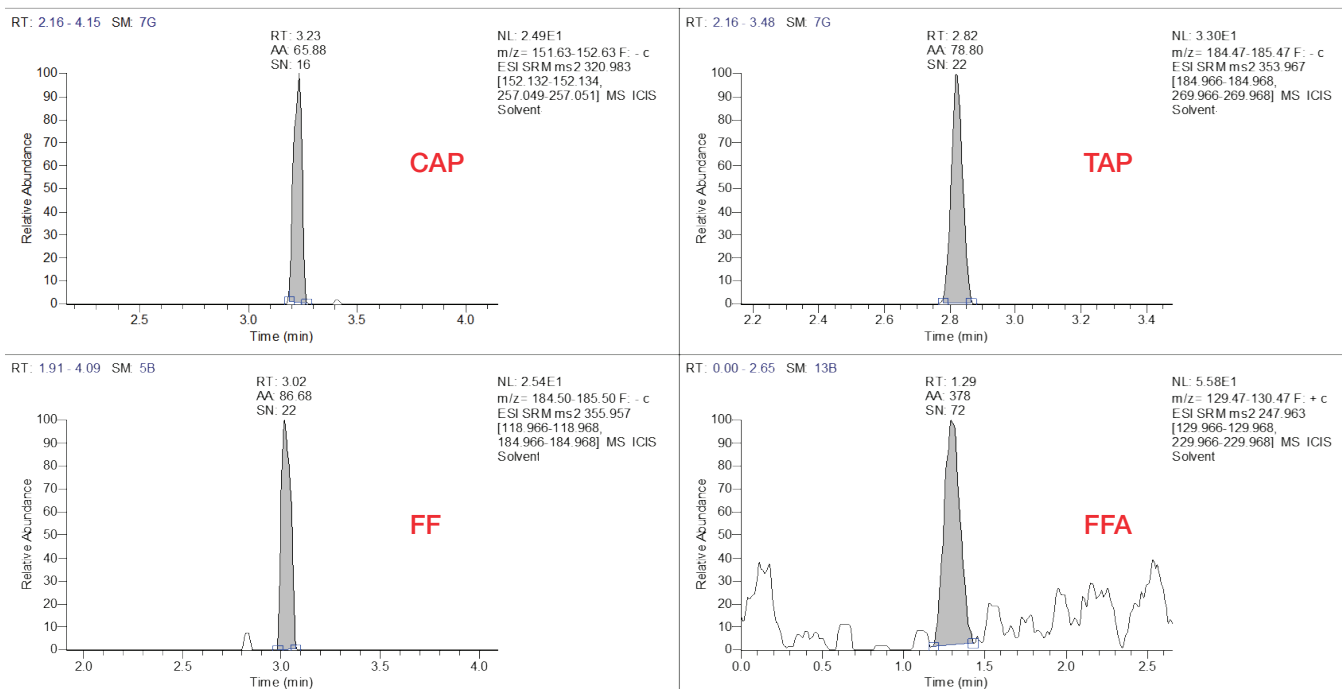 RT: 2.16 - 4.15 SM: 7G
RT: 3.23
AA: 65.88
SN: 16
NL: 2.49E1
m/z= 151.63-152.63 F: - c
ESI SRM ms2 320.983
[152.132-152.134,
257.049-257.051] MS ICIS
Solvent
100
90
80
70
60
50
40
30
20
10
0
Relative Abundance
CAP
2.5 3.0 3.5 4.0
Time (min)
RT: 2.16 - 3.48 SM: 7G
RT: 2.82
AA: 78.80
SN: 22
NL: 3.30E1
m/z= 184.47-185.47 F: - c
ESI SRM ms2 353.967
[184.966-184.968,
269.966-269.968] MS ICIS
Solvent
100
90
80
70
60
50
40
30
20
10
0
Relative Abundance
TAP
2.2 2.4 2.6 2.8 3.0 3.2 3.4
Time (min)
RT: 1.91 - 4.09 SM: 5B
RT: 3.02
AA: 86.68
SN: 22
NL: 2.54E1
m/z= 184.50-185.50 F: - c
ESI SRM ms2 355.957
[118.966-118.968,
184.966-184.968] MS ICIS
Solvent
100
90
80
70
60
50
40
30
20
10
0
Relative Abundance
FF
2.0 2.5 3.0 3.5 4.0
Time (min)
RT: 0.00 - 2.65 SM: 13B
RT: 1.29
AA: 378
SN: 72
NL: 5.58E1
m/z= 129.47-130.47 F: + c
ESI SRM ms2 247.963
[129.966-129.968,
229.966-229.968] MS ICIS
Solvent
100
90
80
70
60
50
40
30
20
10
0
Relative Abundance
FFA
0.0 0.5 1.0 1.5 2.0 2.5
Time (min)